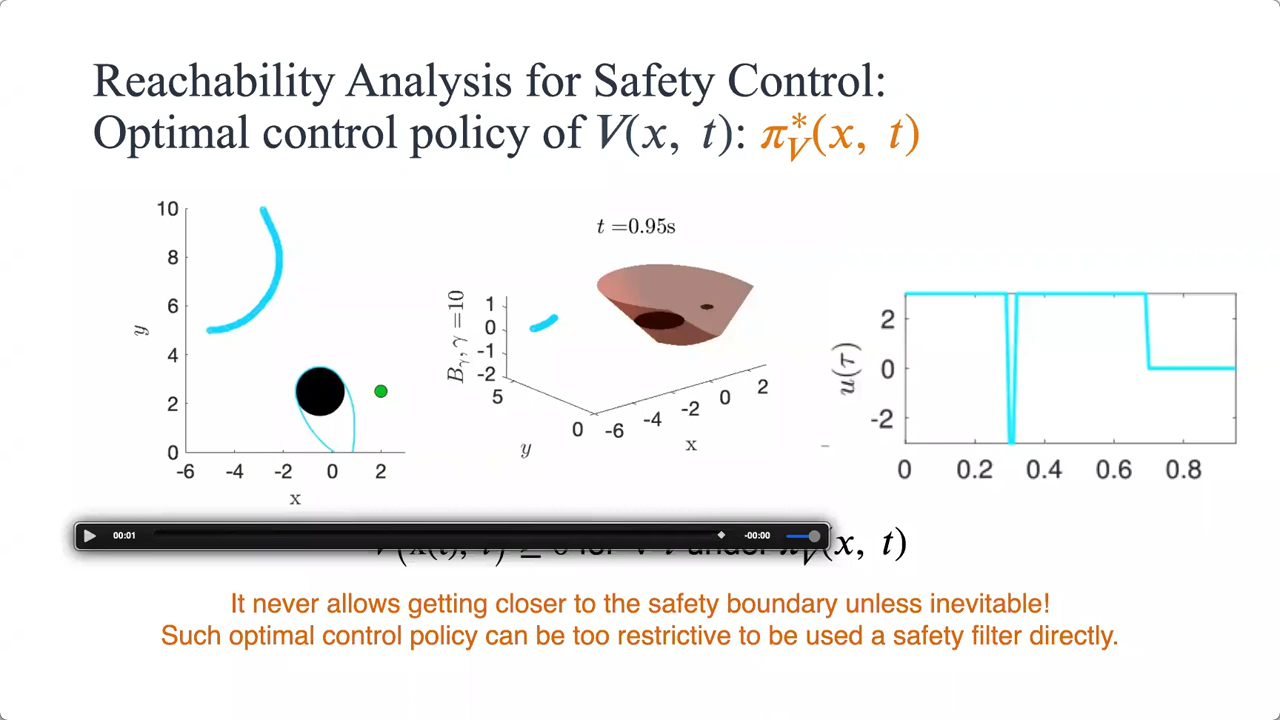 Reachability Analysis for Safety Control:
Optimal control policy of V(x, t): π*_V(x, t)
10
8
6
4
2
0
y
-6 -4 -2 0 2
x
t =0.95s
B_γ, γ =10
1
0
-1
-2
5
0
y
-6 -4 -2 0 2
x
u(τ)
2
0
-2
0 0.2 0.4 0.6 0.8
00:01 -00:00
(x, t)
It never allows getting closer to the safety boundary unless inevitable!
Such optimal control policy can be too restrictive to be used a safety filter directly.